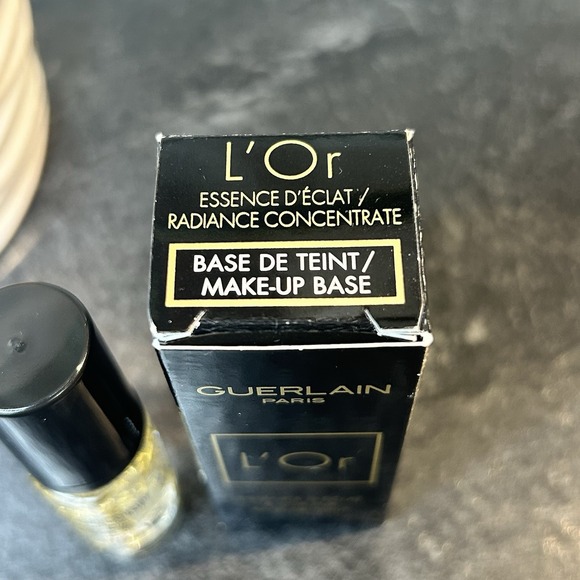 L'Or
ESSENCE D'ÉCLAT /
RADIANCE CONCENTRATE
BASE DE TEINT /
MAKE-UP BASE
GUERLAIN
PARIS
L'Or